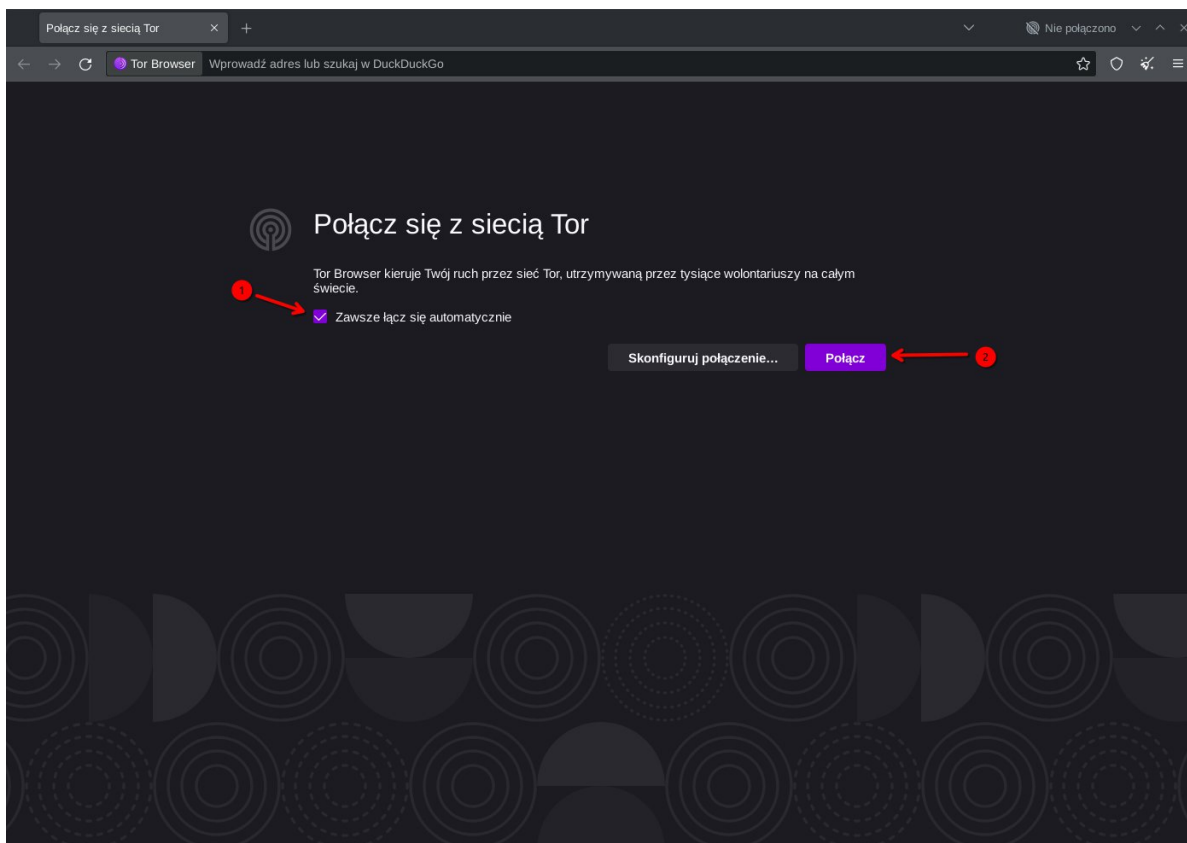 Połącz się z siecią Tor
Nie połączono
Tor Browser Wprowadź adres lub szukaj w DuckDuckGo
Połącz się z siecią Tor
Tor Browser kieruje Twój ruch przez sieć Tor, utrzymywaną przez tysiące wolontariuszy na całym
świecie.
1
Zawsze łącz się automatycznie
Skonfiguruj połączenie... Połącz 2